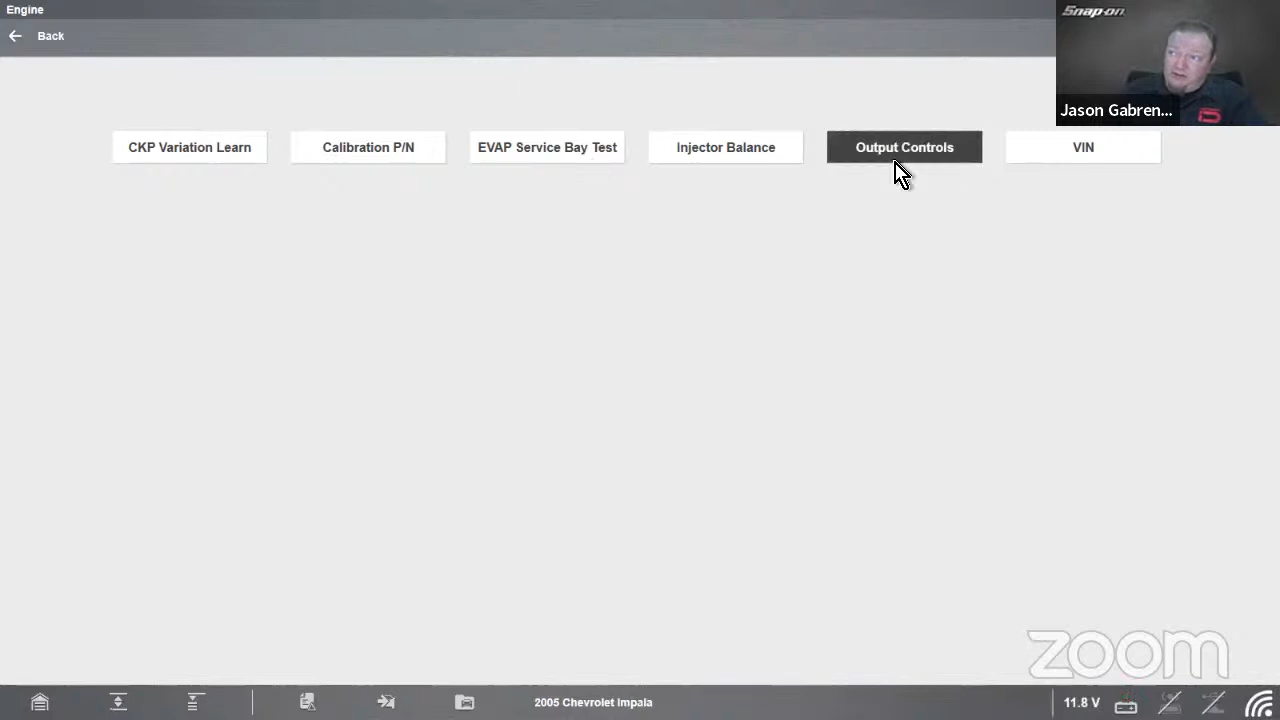 Engine
Back
Snap-on
Jason Gabren...
CKP Variation Learn
Calibration P/N
EVAP Service Bay Test
Injector Balance
Output Controls
VIN
zoom
2005 Chevrolet Impala
11.8 V